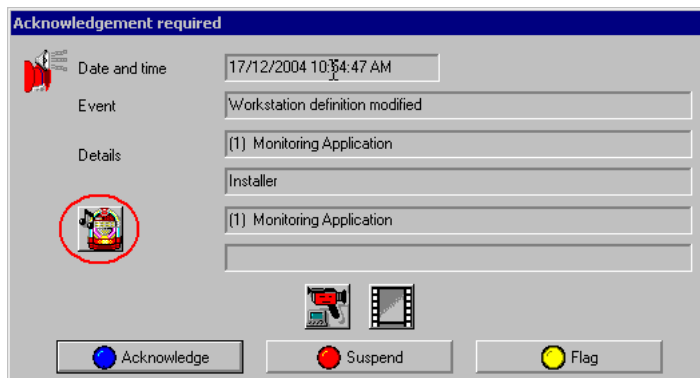 Acknowledgement required
Date and time 17/12/2004 10:54:47 AM
Event Workstation definition modified
Details (1) Monitoring Application
Installer
(1) Monitoring Application
Acknowledge Suspend Flag